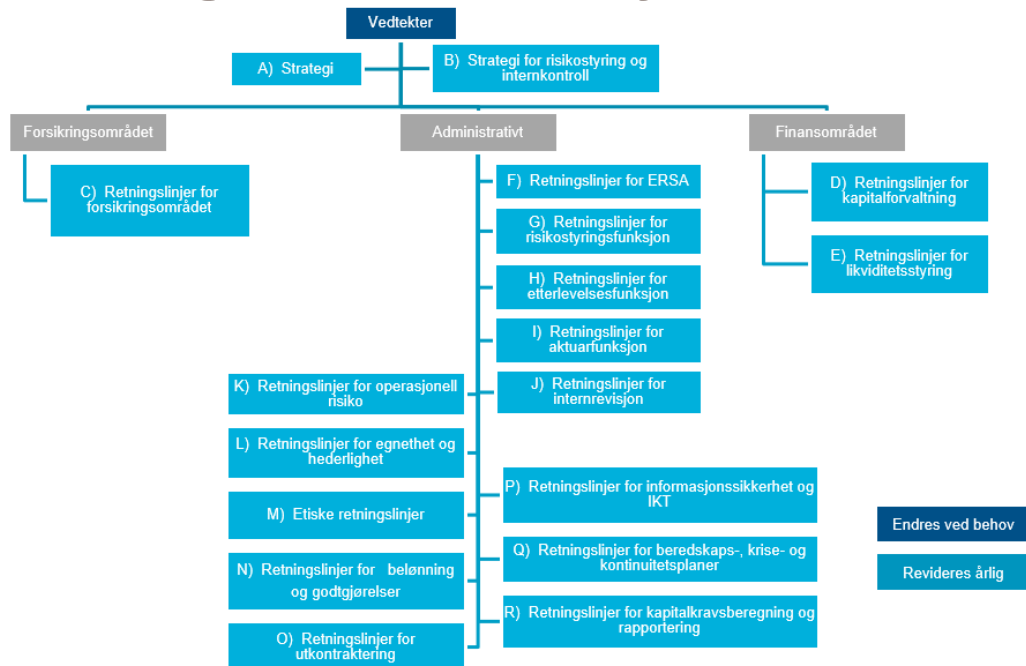 Vedtekter
A) Strategi
B) Strategi for risikostyring og
internkontroll
Forsikringsområdet
Administrativt
Finansområdet
C) Retningslinjer for
forsikringsområdet
F) Retningslinjer for ERSA
G) Retningslinjer for
risikostyringsfunksjon
H) Retningslinjer for
etterlevelsesfunksjon
I) Retningslinjer for
aktuarfunksjon
J) Retningslinjer for
internrevisjon
D) Retningslinjer for
kapitalforvaltning
E) Retningslinjer for
likviditetsstyring
K) Retningslinjer for operasjonell
risiko
L) Retningslinjer for egnethet og
hederlighet
M) Etiske retningslinjer
N) Retningslinjer for belønning
og godtgjørelser
O) Retningslinjer for
utkontraktering
P) Retningslinjer for informasjonssikkerhet og
IKT
Q) Retningslinjer for beredskaps-, krise- og
kontinuitetsplaner
R) Retningslinjer for kapitalkravsberegning og
rapportering
Endres ved behov
Revideres årlig